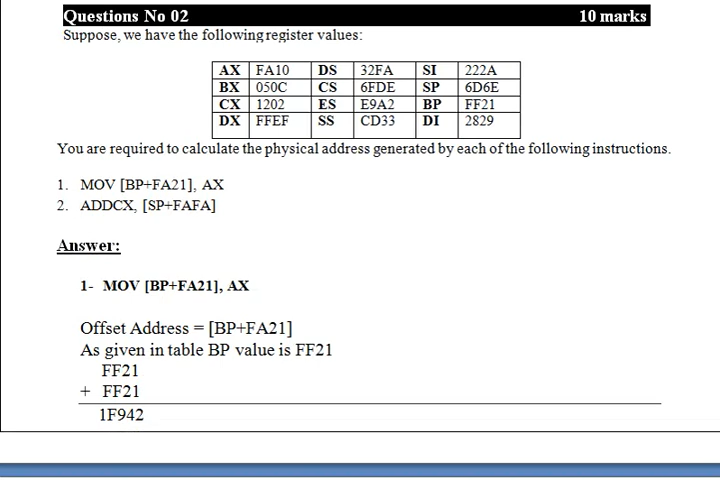 Questions No 02 10 marks
Suppose, we have the following register values:
AX FA10 DS 32FA SI 222A
BX 050C CS 6FDE SP 6D6E
CX 1202 ES E9A2 BP FF21
DX FFEF SS CD33 DI 2829
You are required to calculate the physical address generated by each of the following instructions.
1. MOV [BP+FA21], AX
2. ADDCX, [SP+FAFA]
Answer:
1- MOV [BP+FA21], AX
Offset Address = [BP+FA21]
As given in table BP value is FF21
FF21
+ FF21
1F942